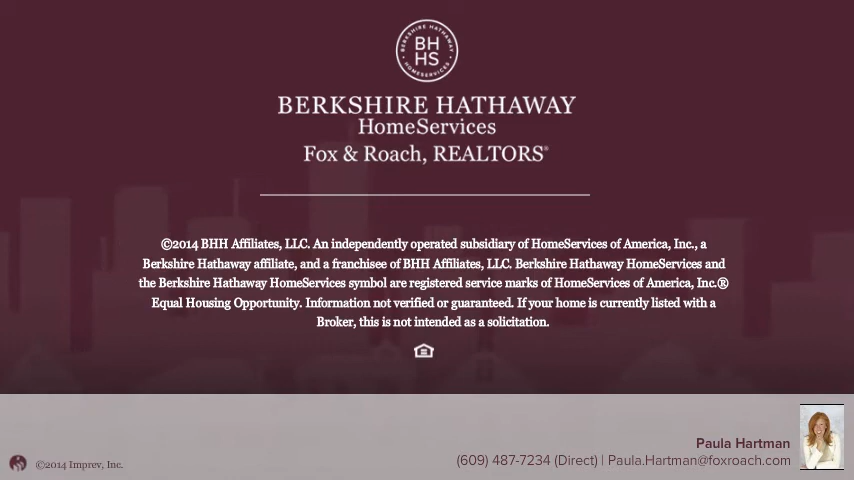 BERKSHIRE HATHAWAY
HOMESERVICES
BH
HS
BERKSHIRE HATHAWAY
HomeServices
Fox & Roach, REALTORS®
©2014 BHH Affiliates, LLC. An independently operated subsidiary of HomeServices of America, Inc., a
Berkshire Hathaway affiliate, and a franchisee of BHH Affiliates, LLC. Berkshire Hathaway HomeServices and
the Berkshire Hathaway HomeServices symbol are registered service marks of HomeServices of America, Inc.®
Equal Housing Opportunity. Information not verified or guaranteed. If your home is currently listed with a
Broker, this is not intended as a solicitation.
Paula Hartman
(609) 487-7234 (Direct) | Paula.Hartman@foxroach.com
©2014 Imprev, Inc.